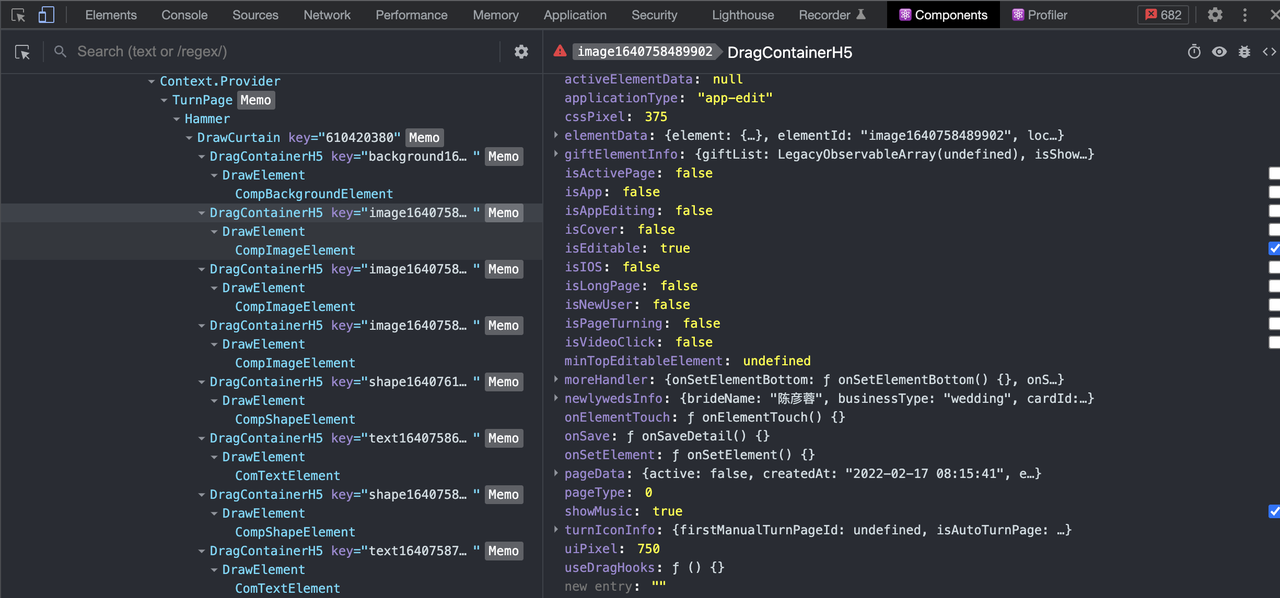 Elements Console Sources Network Performance Memory Application Security Lighthouse Recorder Components Profiler 682
Search (text or /regex/)
Context.Provider
TurnPage Memo
Hammer
DrawCurtain key="610420380" Memo
DragContainerH5 key="background16… " Memo
DrawElement
CompBackgroundElement
DragContainerH5 key="image1640758… " Memo
DrawElement
CompImageElement
DragContainerH5 key="image1640758… " Memo
DrawElement
CompImageElement
DragContainerH5 key="image1640758… " Memo
DrawElement
CompImageElement
DragContainerH5 key="shape1640761… " Memo
DrawElement
CompShapeElement
DragContainerH5 key="text16407586… " Memo
DrawElement
ComTextElement
DragContainerH5 key="shape1640758… " Memo
DrawElement
CompShapeElement
DragContainerH5 key="text16407587… " Memo
DrawElement
ComTextElement
image1640758489902 DragContainerH5
activeElementData: null
applicationType: "app-edit"
cssPixel: 375
elementData: {element: {…}, elementId: "image1640758489902", loc…}
giftElementInfo: {giftList: LegacyObservableArray(undefined), isShow…}
isActivePage: false
isApp: false
isAppEditing: false
isCover: false
isEditable: true
isIOS: false
isLongPage: false
isNewUser: false
isPageTurning: false
isVideoClick: false
minTopEditableElement: undefined
moreHandler: {onSetElementBottom: ƒ onSetElementBottom() {}, onS…}
newlywedsInfo: {brideName: "陈彦蓉", businessType: "wedding", cardId:…}
onElementTouch: ƒ onElementTouch() {}
onSave: ƒ onSaveDetail() {}
onSetElement: ƒ onSetElement() {}
pageData: {active: false, createdAt: "2022-02-17 08:15:41", e…}
pageType: 0
showMusic: true
turnIconInfo: {firstManualTurnPageId: undefined, isAutoTurnPage: …}
uiPixel: 750
useDragHooks: ƒ () {}
new entry: ""